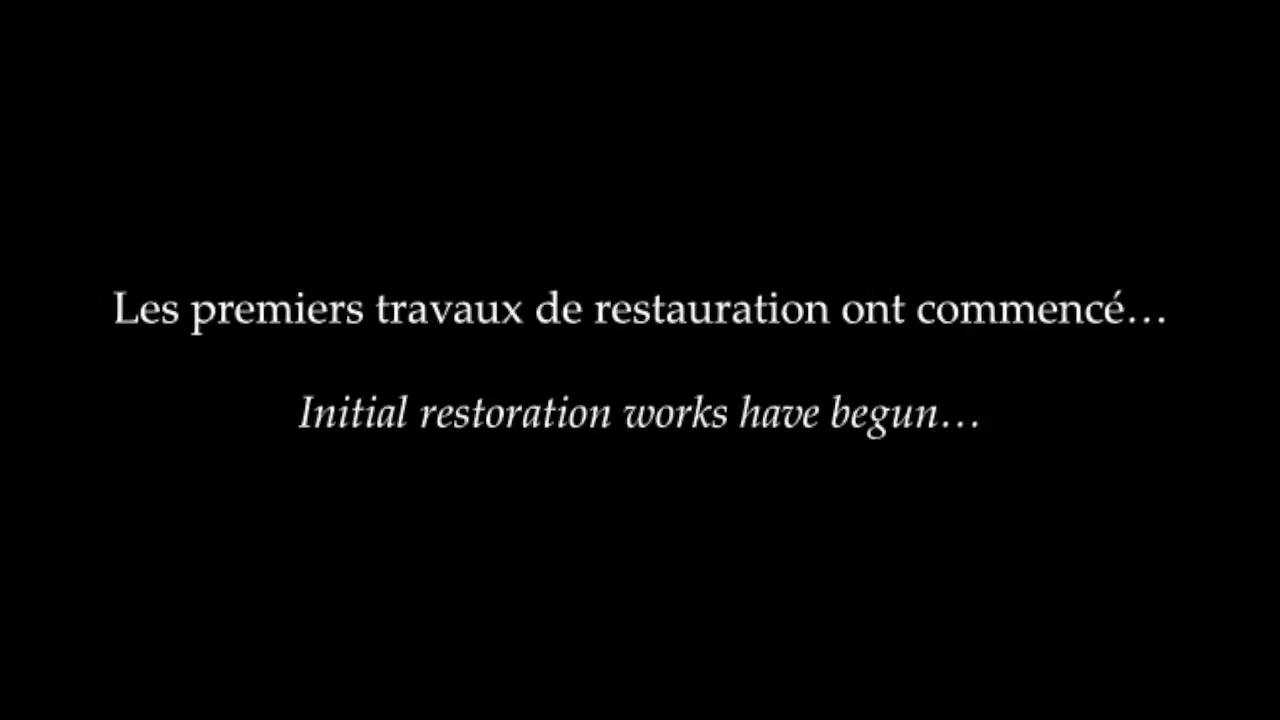 Les premiers travaux de restauration ont commencé…
Initial restoration works have begun…